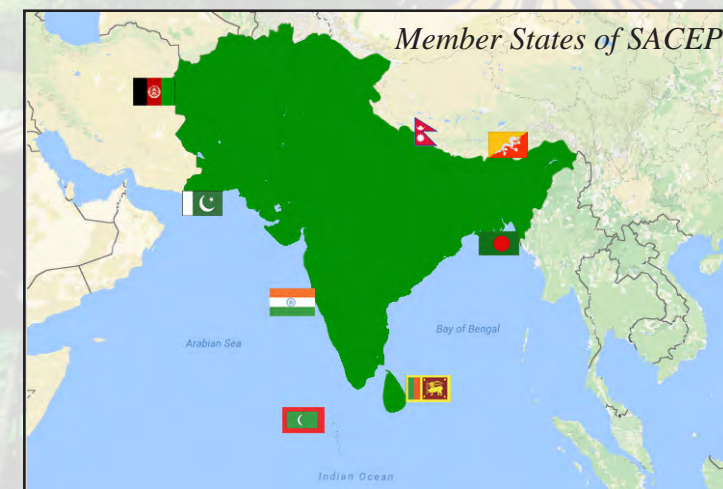 Member States of SACEP
Arabian Sea
Bay of Bengal
Indian Ocean